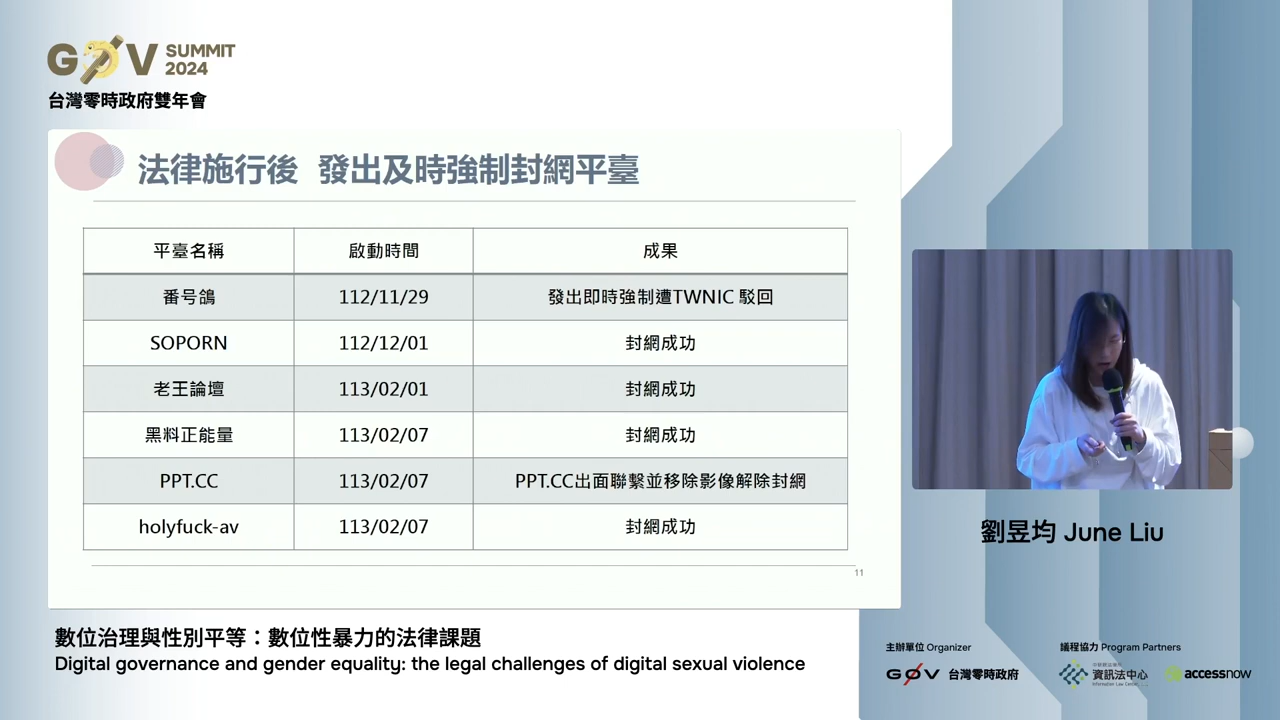 G0V SUMMIT 2024
台灣零時政府雙年會
法律施行後 發出及時強制封網平臺
平臺名稱 啟動時間 成果
番号鴿 112/11/29 發出即時強制遭TWNIC 駁回
SOPORN 112/12/01 封網成功
老王論壇 113/02/01 封網成功
黑料正能量 113/02/07 封網成功
PPT.CC 113/02/07 PPT.CC出面聯繫並移除影像解除封網
holyfuck-av 113/02/07 封網成功
11
劉昱均 June Liu
數位治理與性別平等：數位性暴力的法律課題
Digital governance and gender equality: the legal challenges of digital sexual violence
主辦單位 Organizer
G0V 台灣零時政府
議程協力 Program Partners
資訊法中心
Information Law Center
accessnow